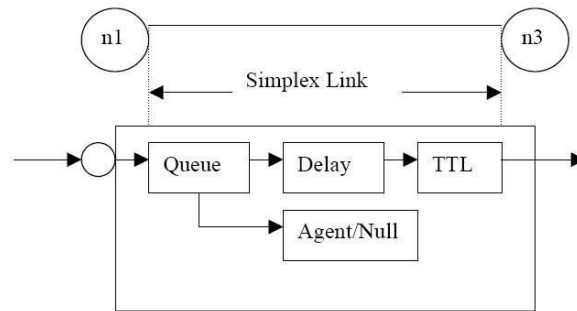 n1
n3
Simplex Link
Queue
Delay
TTL
Agent/Null